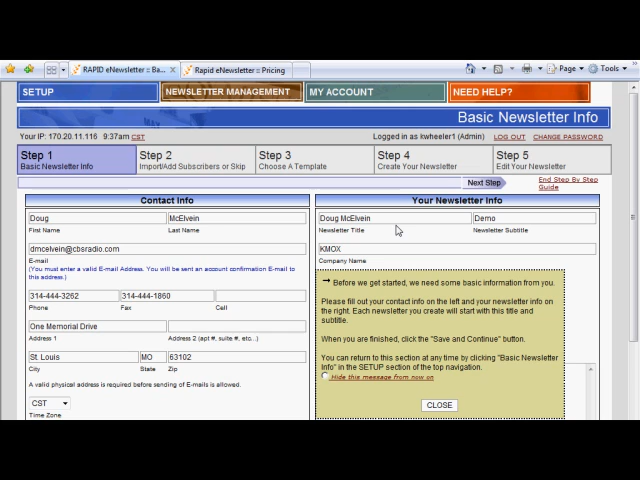 RAPID eNewsletter :: Ba...
Rapid eNewsletter :: Pricing
Page
Tools
SETUP
NEWSLETTER MANAGEMENT
MY ACCOUNT
NEED HELP?
MAY
Basic Newsletter Info
Your IP: 170.20.11.116 9:37am CST
Logged in as kwheeler1 (Admin) LOG OUT CHANGE PASSWORD
Step 1
Basic Newsletter Info
Step 2
Import/Add Subscribers or Skip
Step 3
Choose A Template
Step 4
Create Your Newsletter
Step 5
Edit Your Newsletter
Next Step
End Step By Step
Guide
Contact Info
Doug McElvein
First Name Last Name
dmcelvein@cbsradio.com
E-mail
(You must enter a valid E-mail Address. You will be sent an account confirmation E-mail to
this address.)
314-444-3262 314-444-1860
Phone Fax Cell
One Memorial Drive
Address 1 Address 2 (apt #, suite #, etc...)
St. Louis MO 63102
City State Zip
A valid physical address is required before sending of E-mails is allowed.
CST
Time Zone
Your Newsletter Info
Doug McElvein Demo
Newsletter Title Newsletter Subtitle
KMOX
Company Name
Before we get started, we need some basic information from you.
Please fill out your contact info on the left and your newsletter info on
the right. Each newsletter you create will start with this title and
subtitle.
When you are finished, click the "Save and Continue" button.
You can return to this section at any time by clicking "Basic Newsletter
Info" in the SETUP section of the top navigation.
Hide this message from now on
CLOSE